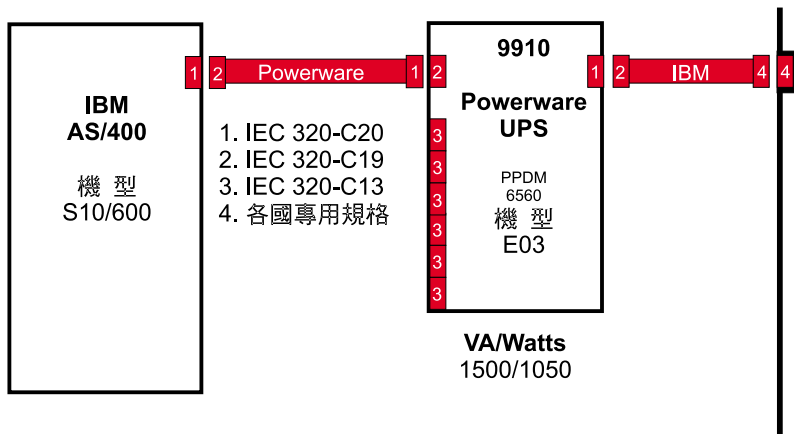 IBM
AS/400
機 型
S10/600
1
2
Powerware
1
1. IEC 320-C20
2. IEC 320-C19
3. IEC 320-C13
4. 各國專用規格
2
3
3
3
3
3
3
9910
Powerware
UPS
PPDM
6560
機 型
E03
1
VA/Watts
1500/1050
2
IBM
4
4